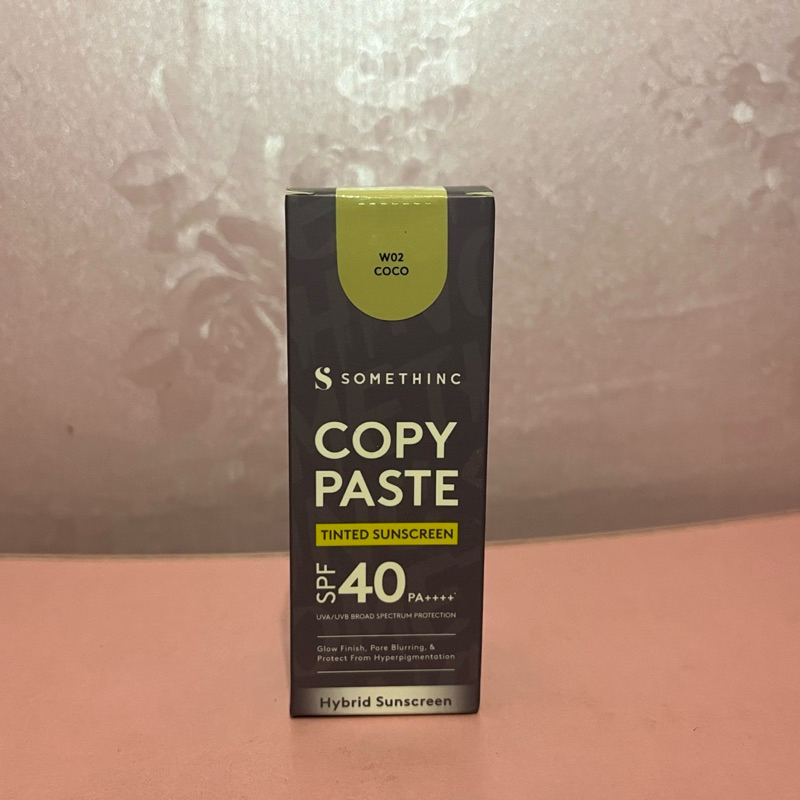 W02
COCO
SOMETHINC
COPY
PASTE
TINTED SUNSCREEN
SPF 40 PA++++
UVA/UVB BROAD SPECTRUM PROTECTION
Glow Finish, Pore Blurring, &
Protect From Hyperpigmentation
Hybrid Sunscreen